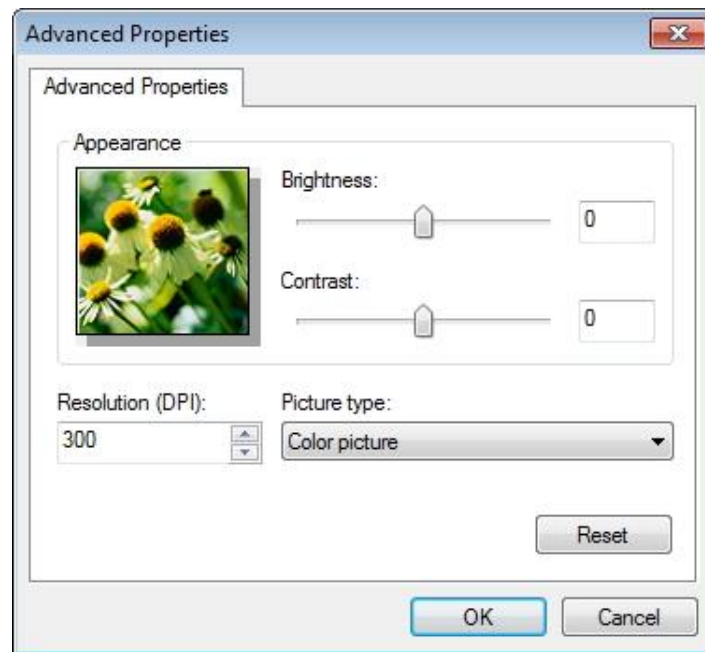 Advanced Properties
Advanced Properties
Appearance
Brightness:
0
Contrast:
0
Resolution (DPI):
Picture type:
300
Color picture
Reset
OK
Cancel